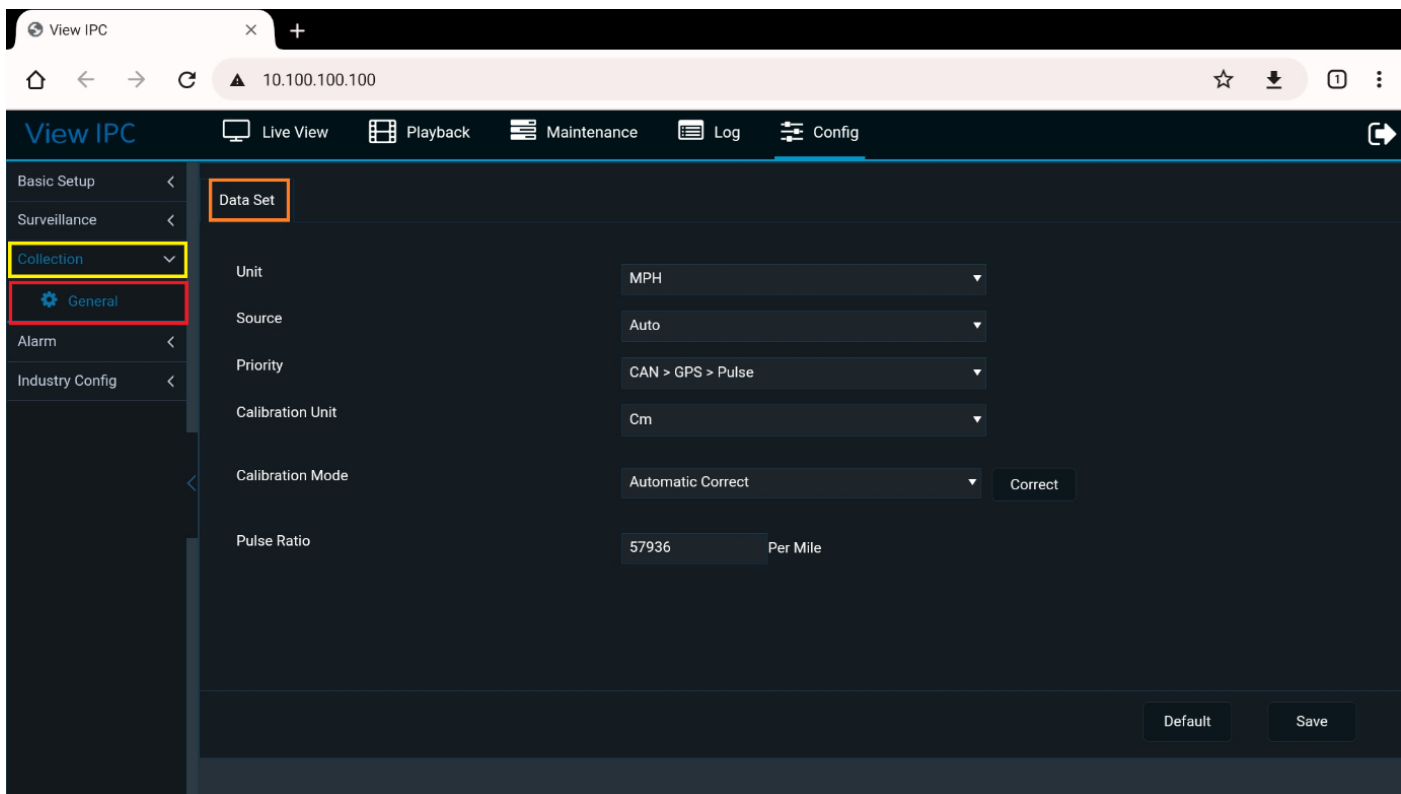 View IPC
10.100.100.100
1
View IPC
Live View
Playback
Maintenance
Log
Config
Basic Setup
Surveillance
Collection
General
Alarm
Industry Config
Data Set
Unit
MPH
Source
Auto
Priority
CAN > GPS > Pulse
Calibration Unit
Cm
Calibration Mode
Automatic Correct
Correct
Pulse Ratio
57936 Per Mile
Default
Save